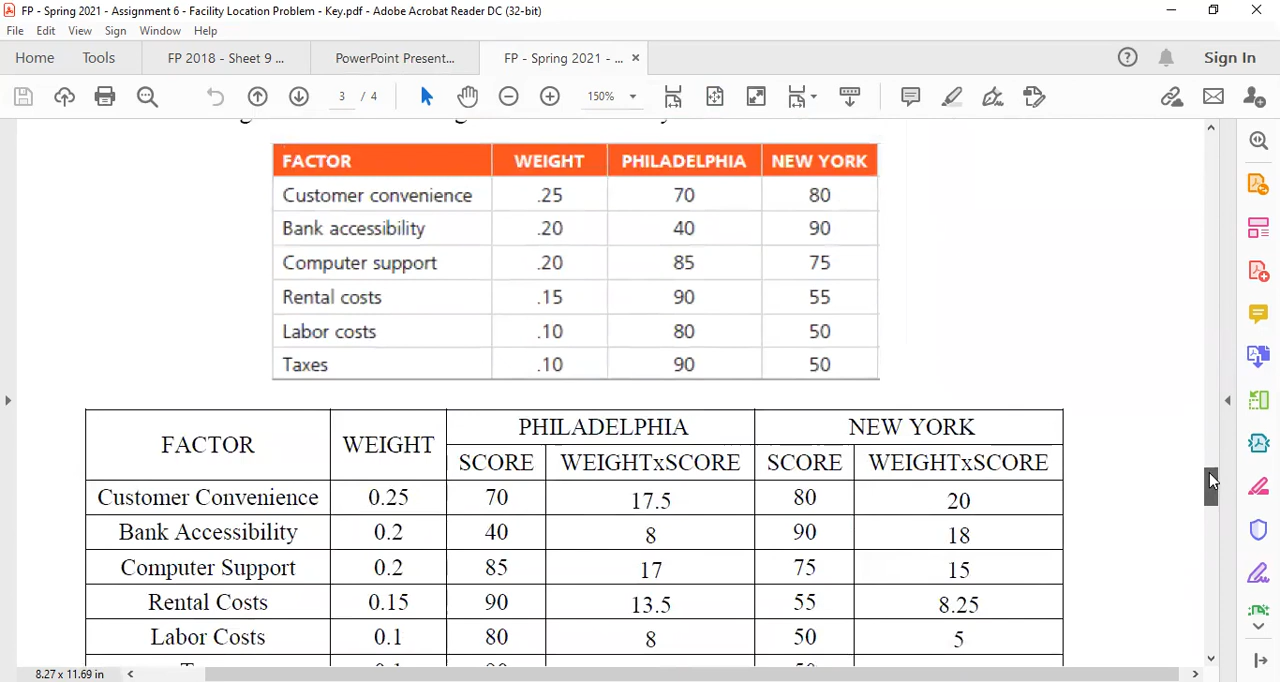 FP - Spring 2021 - Assignment 6 - Facility Location Problem - Key.pdf - Adobe Acrobat Reader DC (32-bit)
File Edit View Sign Window Help
Home Tools FP 2018 - Sheet 9 ... PowerPoint Present... FP - Spring 2021 - ... × Sign In
3 / 4 150%
FACTOR WEIGHT PHILADELPHIA NEW YORK
Customer convenience .25 70 80
Bank accessibility .20 40 90
Computer support .20 85 75
Rental costs .15 90 55
Labor costs .10 80 50
Taxes .10 90 50
FACTOR WEIGHT PHILADELPHIA NEW YORK
SCORE WEIGHTxSCORE SCORE WEIGHTxSCORE
Customer Convenience 0.25 70 17.5 80 20
Bank Accessibility 0.2 40 8 90 18
Computer Support 0.2 85 17 75 15
Rental Costs 0.15 90 13.5 55 8.25
Labor Costs 0.1 80 8 50 5
8.27 x 11.69 in